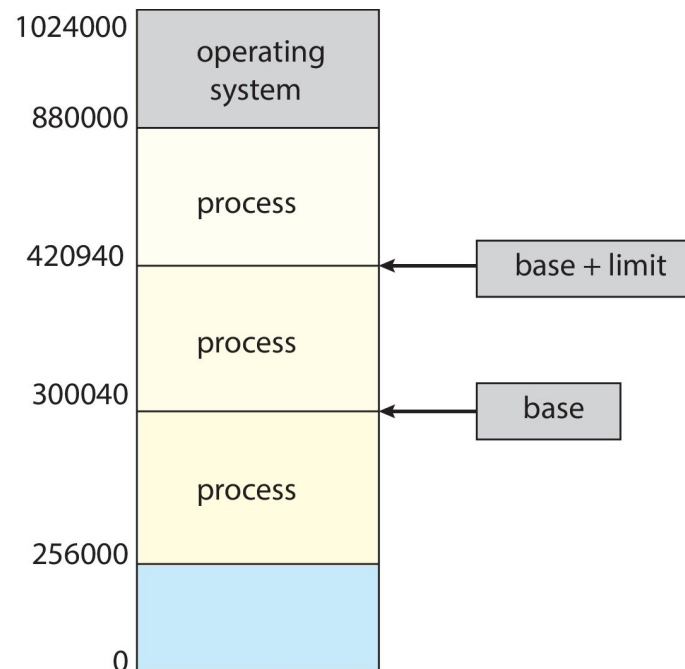 1024000
operating
system
880000
process
420940
base + limit
process
300040
base
process
256000
0